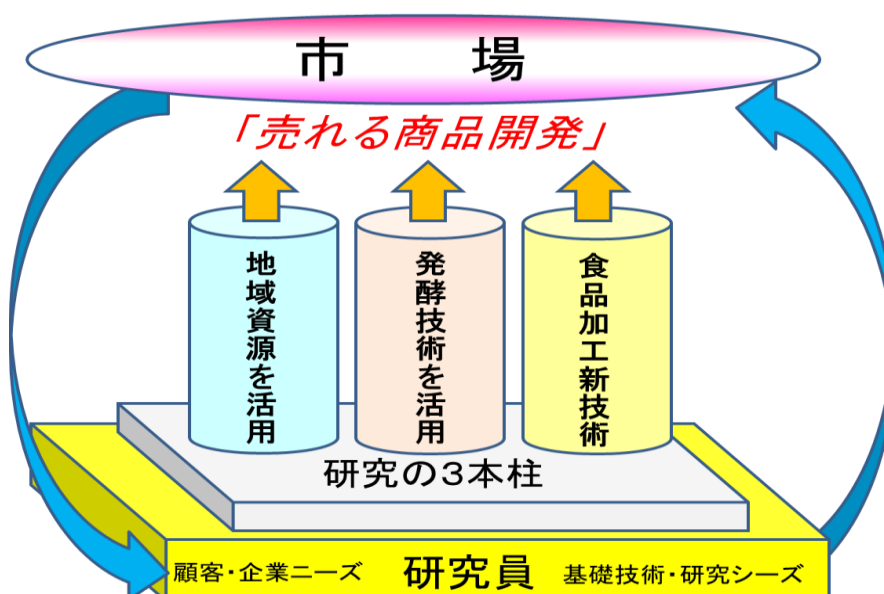 市　場
「売れる商品開発」
地域資源を活用
発酵技術を活用
食品加工新技術
研究の３本柱
顧客・企業ニーズ　研究員　基礎技術・研究シーズ